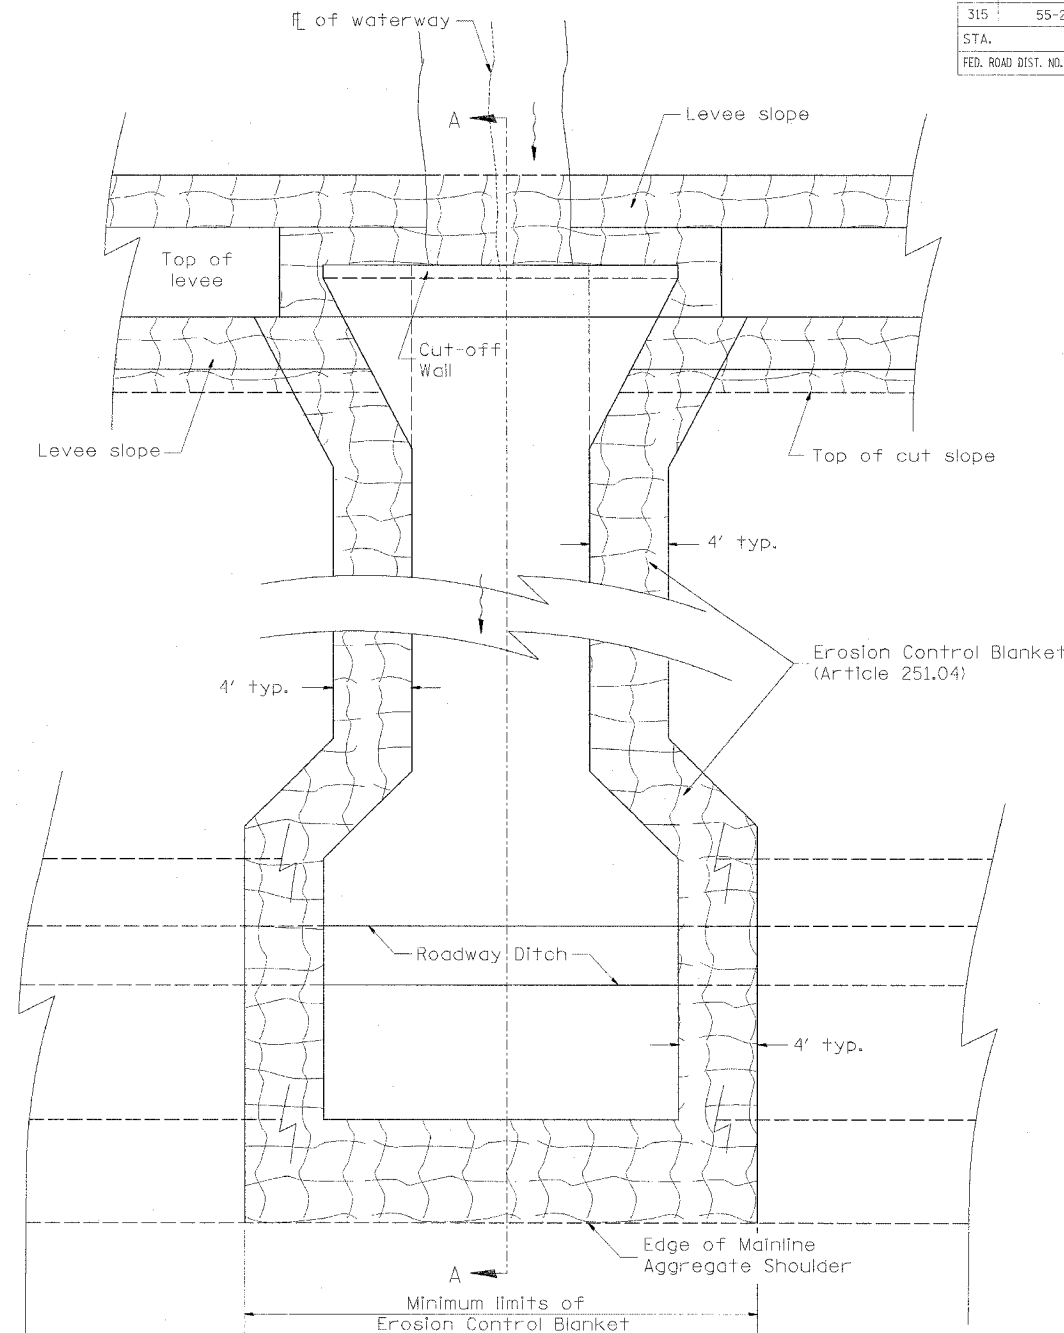 ℄ of waterway
315 55-2
STA.
FED. ROAD DIST. NO.
A
Levee slope
Top of
levee
Cut-off
Wall
Levee slope
Top of cut slope
4' typ.
Erosion Control Blanket
(Article 251.04)
4' typ.
Roadway Ditch
4' typ.
Edge of Mainline
Aggregate Shoulder
A
Minimum limits of
Erosion Control Blanket